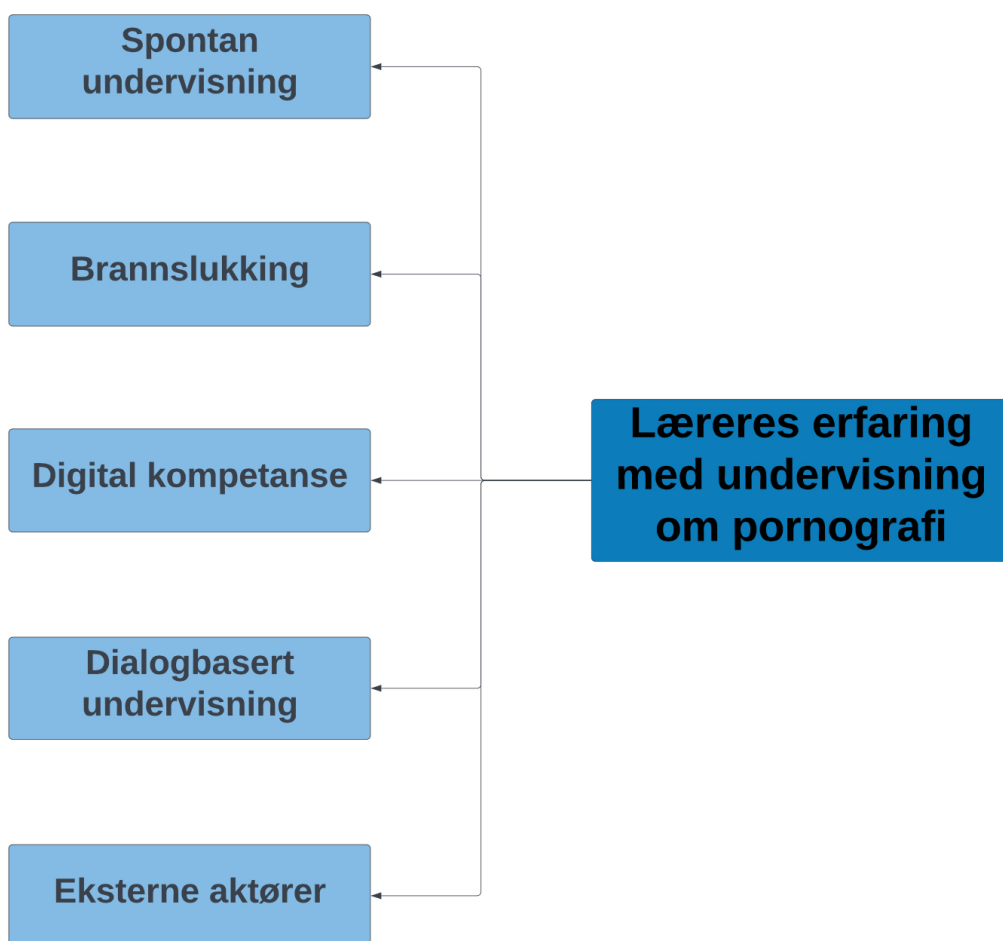 Spontan
undervisning
Brannslukking
Digital kompetanse
Dialogbasert
undervisning
Eksterne aktører
Læreres erfaring
med undervisning
om pornografi